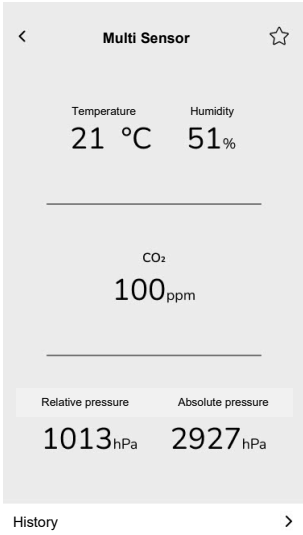 Multi Sensor
Temperature Humidity
21 °C 51%
CO₂
100ppm
Relative pressure Absolute pressure
1013hPa 2927hPa
History